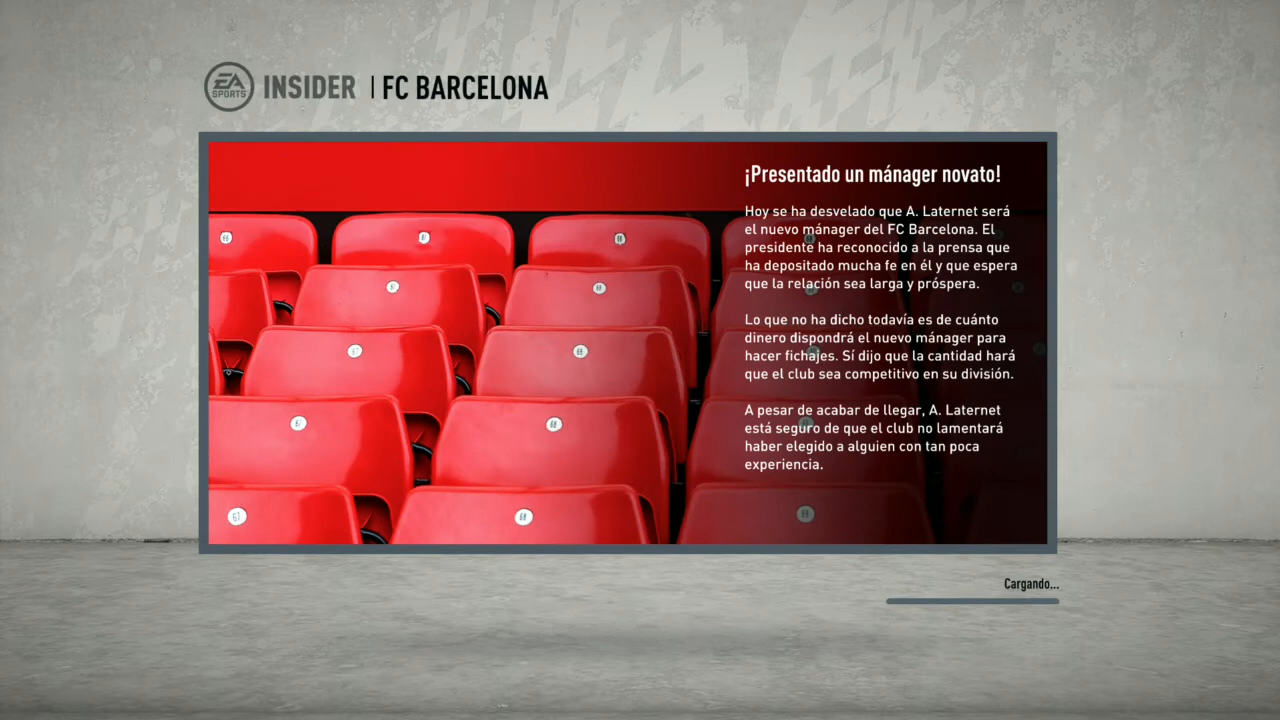 EA SPORTS INSIDER | FC BARCELONA
¡Presentado un mánager novato!
Hoy se ha desvelado que A. Laternet será
el nuevo mánager del FC Barcelona. El
presidente ha reconocido a la prensa que
ha depositado mucha fe en él y que espera
que la relación sea larga y próspera.
Lo que no ha dicho todavía es de cuánto
dinero dispondrá el nuevo mánager para
hacer fichajes. Sí dijo que la cantidad hará
que el club sea competitivo en su división.
A pesar de acabar de llegar, A. Laternet
está seguro de que el club no lamentará
haber elegido a alguien con tan poca
experiencia.
67
68
Cargando...